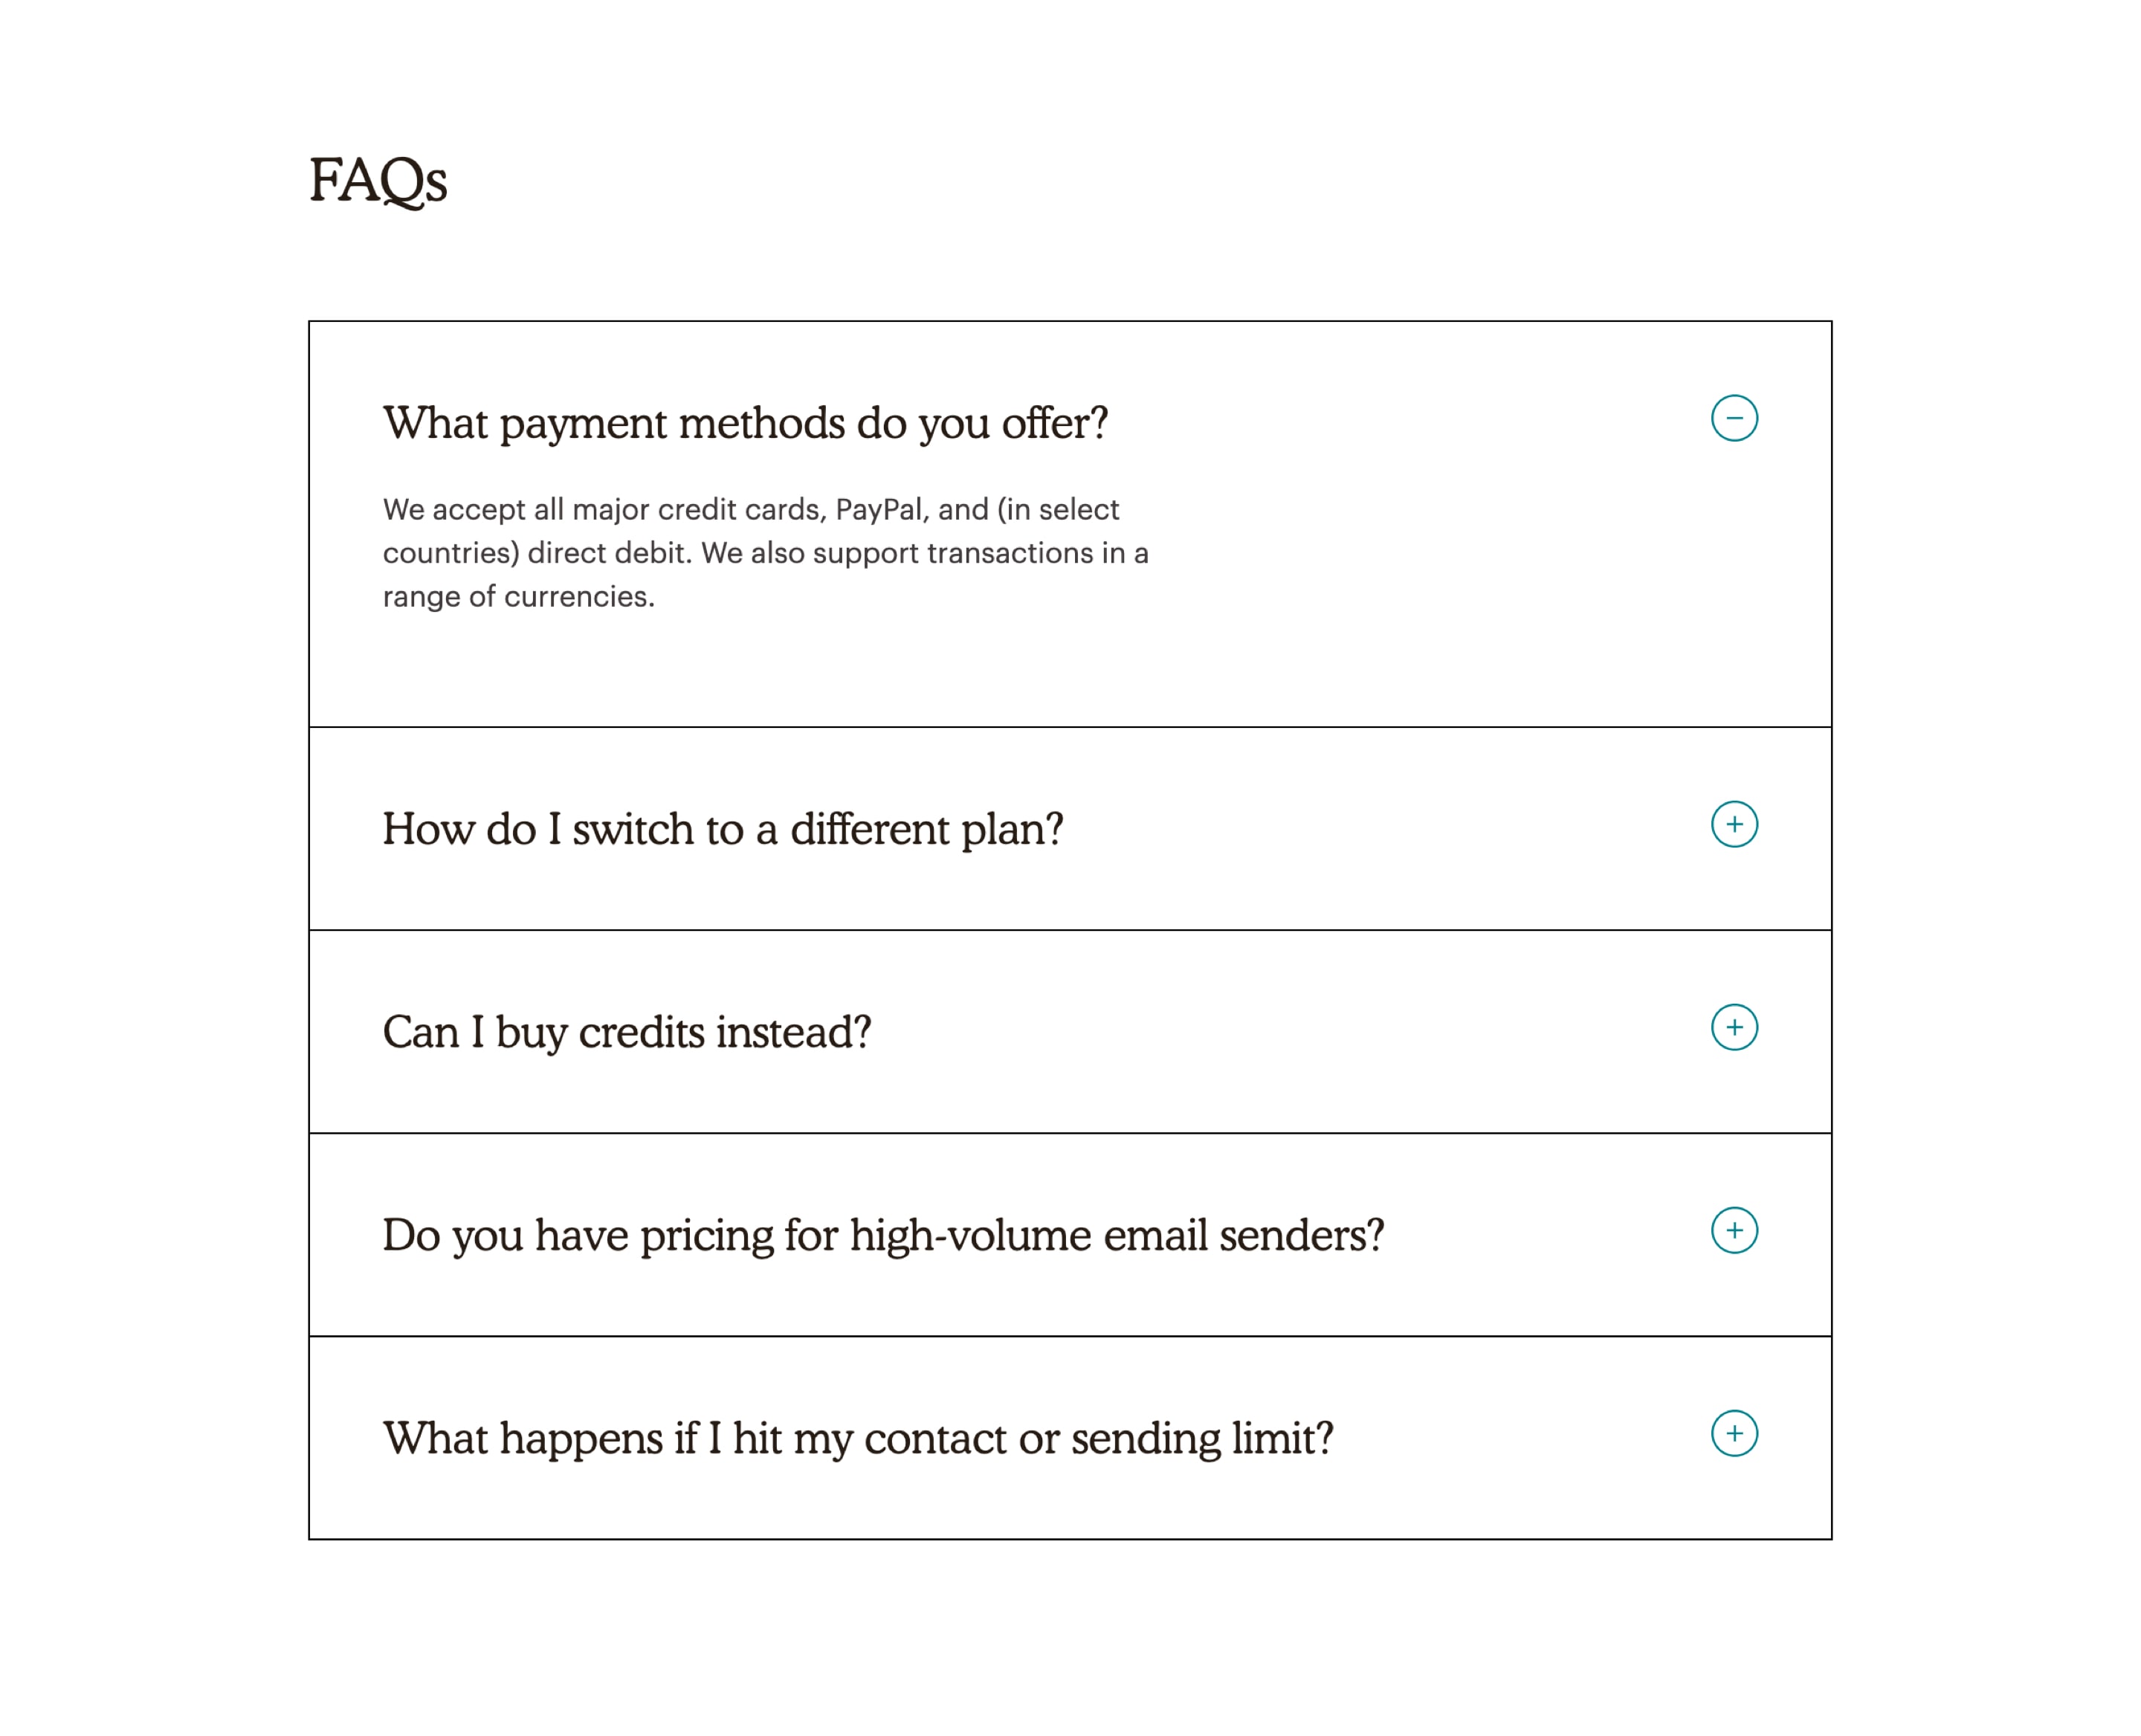 FAQs
What payment methods do you offer?
We accept all major credit cards, PayPal, and (in select
countries) direct debit. We also support transactions in a
range of currencies.
How do I switch to a different plan?
Can I buy credits instead?
Do you have pricing for high-volume email senders?
What happens if I hit my contact or sending limit?